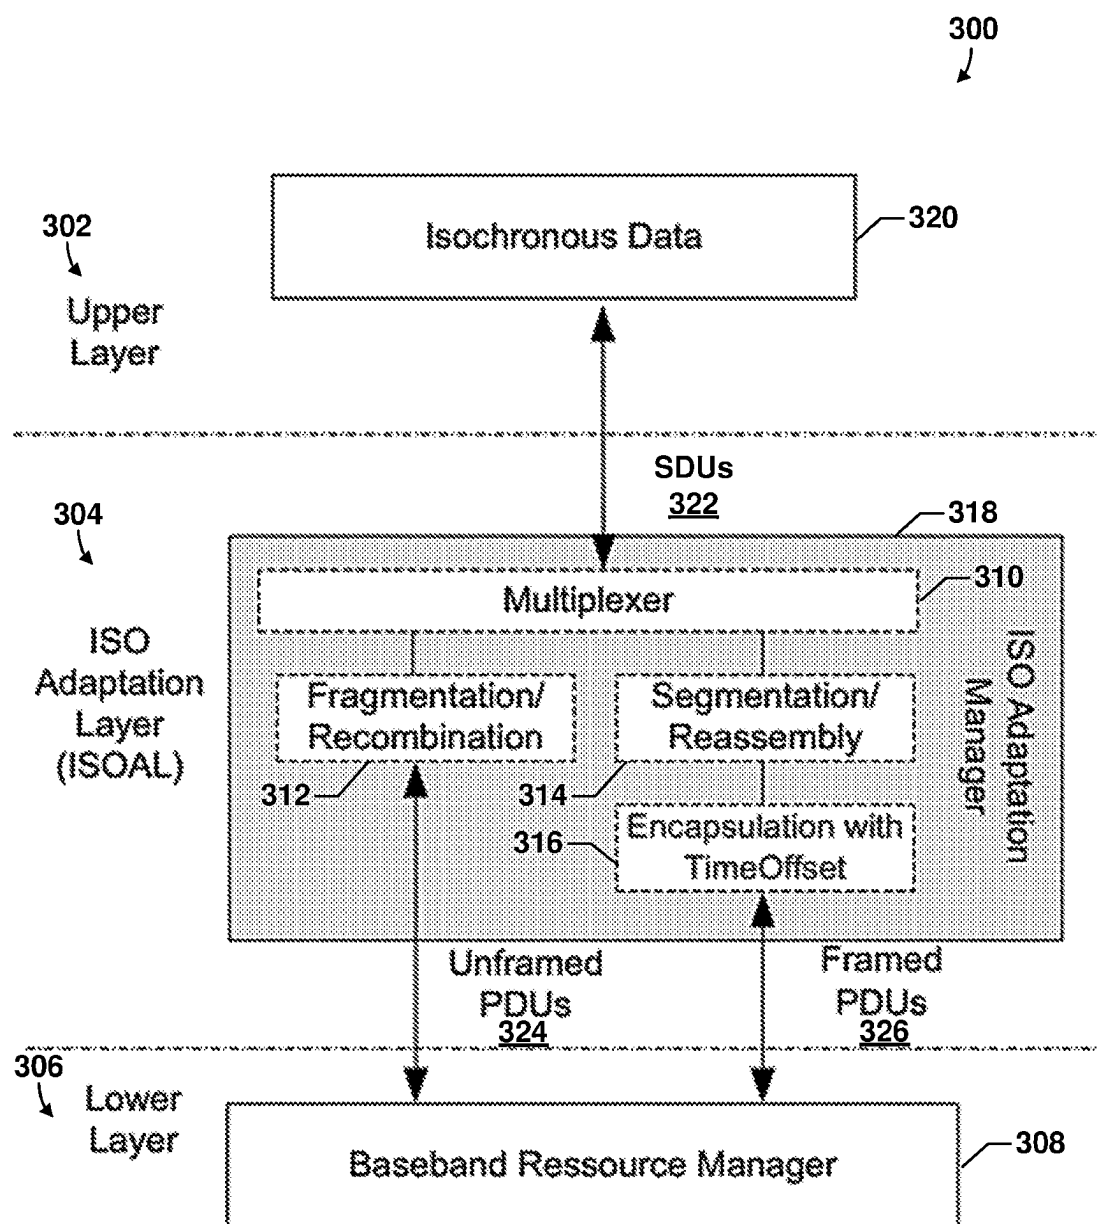 300
Isochronous Data
320
302
Upper
Layer
SDUs
322
304
318
Multiplexer
310
ISO
Adaptation
Layer
(ISOAL)
Fragmentation/
Recombination
312
Segmentation/
Reassembly
314
Encapsulation with
TimeOffset
316
ISO Adaptation
Manager
Unframed
PDUs
324
Framed
PDUs
326
306
Lower
Layer
Baseband Ressource Manager
308